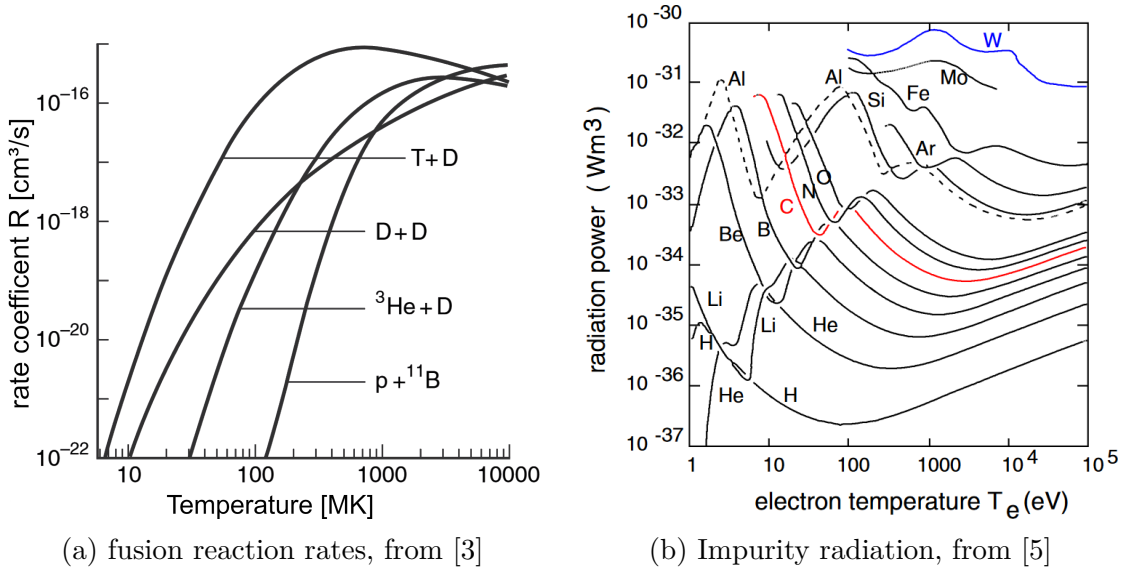 rate coefficent R [cm³/s]
10⁻¹⁶
10⁻¹⁸
10⁻²⁰
10⁻²²
T+D
D+D
³He+D
p+¹¹B
10 100 1000 10000
Temperature [MK]
(a) fusion reaction rates, from [3]
radiation power ( Wm3 )
10 -30
10 -31
10 -32
10 -33
10 -34
10 -35
10 -36
10 -37
W
Mo
Al
Al
Si
Fe
Ar
O
N
C
Be
B
Li
Li
He
H
He
H
1 10 100 1000 10⁴ 10⁵
electron temperature T e (eV)
(b) Impurity radiation, from [5]